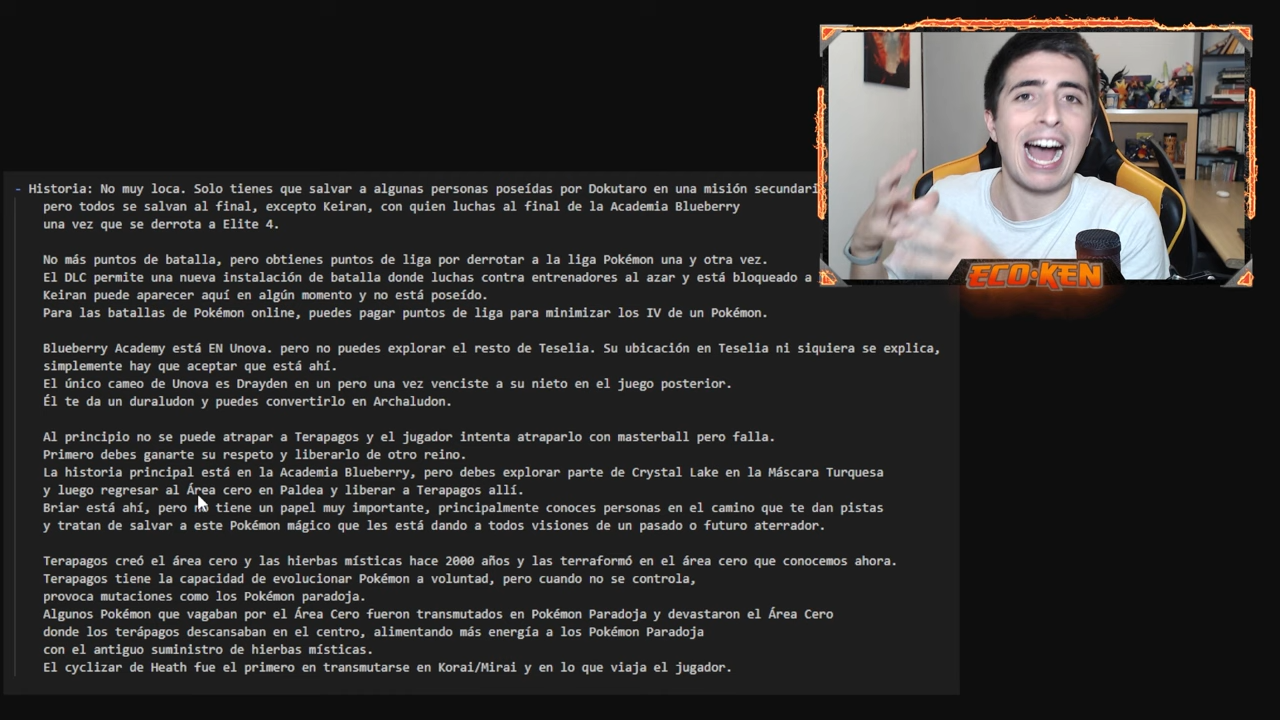 - Historia: No muy loca. Solo tienes que salvar a algunas personas poseídas por Dokutaro en una misión
pero todos se salvan al final, excepto Keiran, con quien luchas al final de la Academia Blueberry
una vez que se derrota a Elite 4.
No más puntos de batalla, pero obtienes puntos de liga por derrotar a la liga Pokémon una y otra vez.
El DLC permite una nueva instalación de batalla donde luchas contra entrenadores al azar y está bloqueado a
Keiran puede aparecer aquí en algún momento y no está poseído.
Para las batallas de Pokémon online, puedes pagar puntos de liga para minimizar los IV de un Pokémon.
Blueberry Academy está EN Unova. pero no puedes explorar el resto de Teselia. Su ubicación en Teselia ni siquiera se explica,
simplemente hay que aceptar que está ahí.
El único cameo de Unova es Drayden en un pero una vez venciste a su nieto en el juego posterior.
Él te da un duraludon y puedes convertirlo en Archaludon.
Al principio no se puede atrapar a Terapagos y el jugador intenta atraparlo con masterball pero falla.
Primero debes ganarte su respeto y liberarlo de otro reino.
La historia principal está en la Academia Blueberry, pero debes explorar parte de Crystal Lake en la Máscara Turquesa
y luego regresar al Área cero en Paldea y liberar a Terapagos allí.
Briar está ahí, pero no tiene un papel muy importante, principalmente conoces personas en el camino que te dan pistas
y tratan de salvar a este Pokémon mágico que les está dando a todos visiones de un pasado o futuro aterrador.
Terapagos creó el área cero y las hierbas místicas hace 2000 años y las terraformó en el área cero que conocemos ahora.
Terapagos tiene la capacidad de evolucionar Pokémon a voluntad, pero cuando no se controla,
provoca mutaciones como los Pokémon paradoja.
Algunos Pokémon que vagaban por el Área Cero fueron transmutados en Pokémon Paradoja y devastaron el Área Cero
donde los terápagos descansaban en el centro, alimentando más energía a los Pokémon Paradoja
con el antiguo suministro de hierbas místicas.
El cyclizar de Heath fue el primero en transmutarse en Korai/Mirai y en lo que viaja el jugador.
ECO·KEN